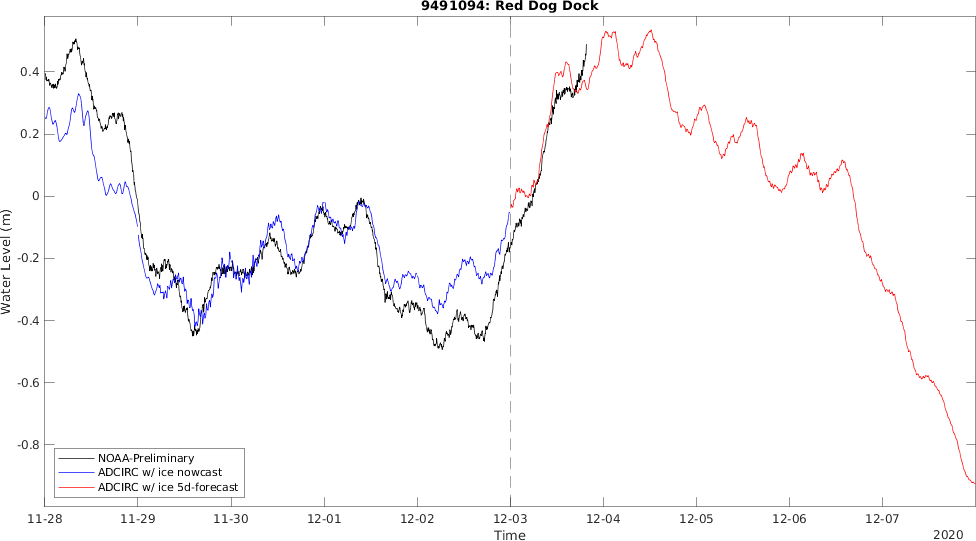 9491094: Red Dog Dock
Water Level (m)
0.4
0.2
0
-0.2
-0.4
-0.6
-0.8
NOAA-Preliminary
ADCIRC w/ ice nowcast
ADCIRC w/ ice 5d-forecast
11-28 11-29 11-30 12-01 12-02 12-03 12-04 12-05 12-06 12-07
Time
2020